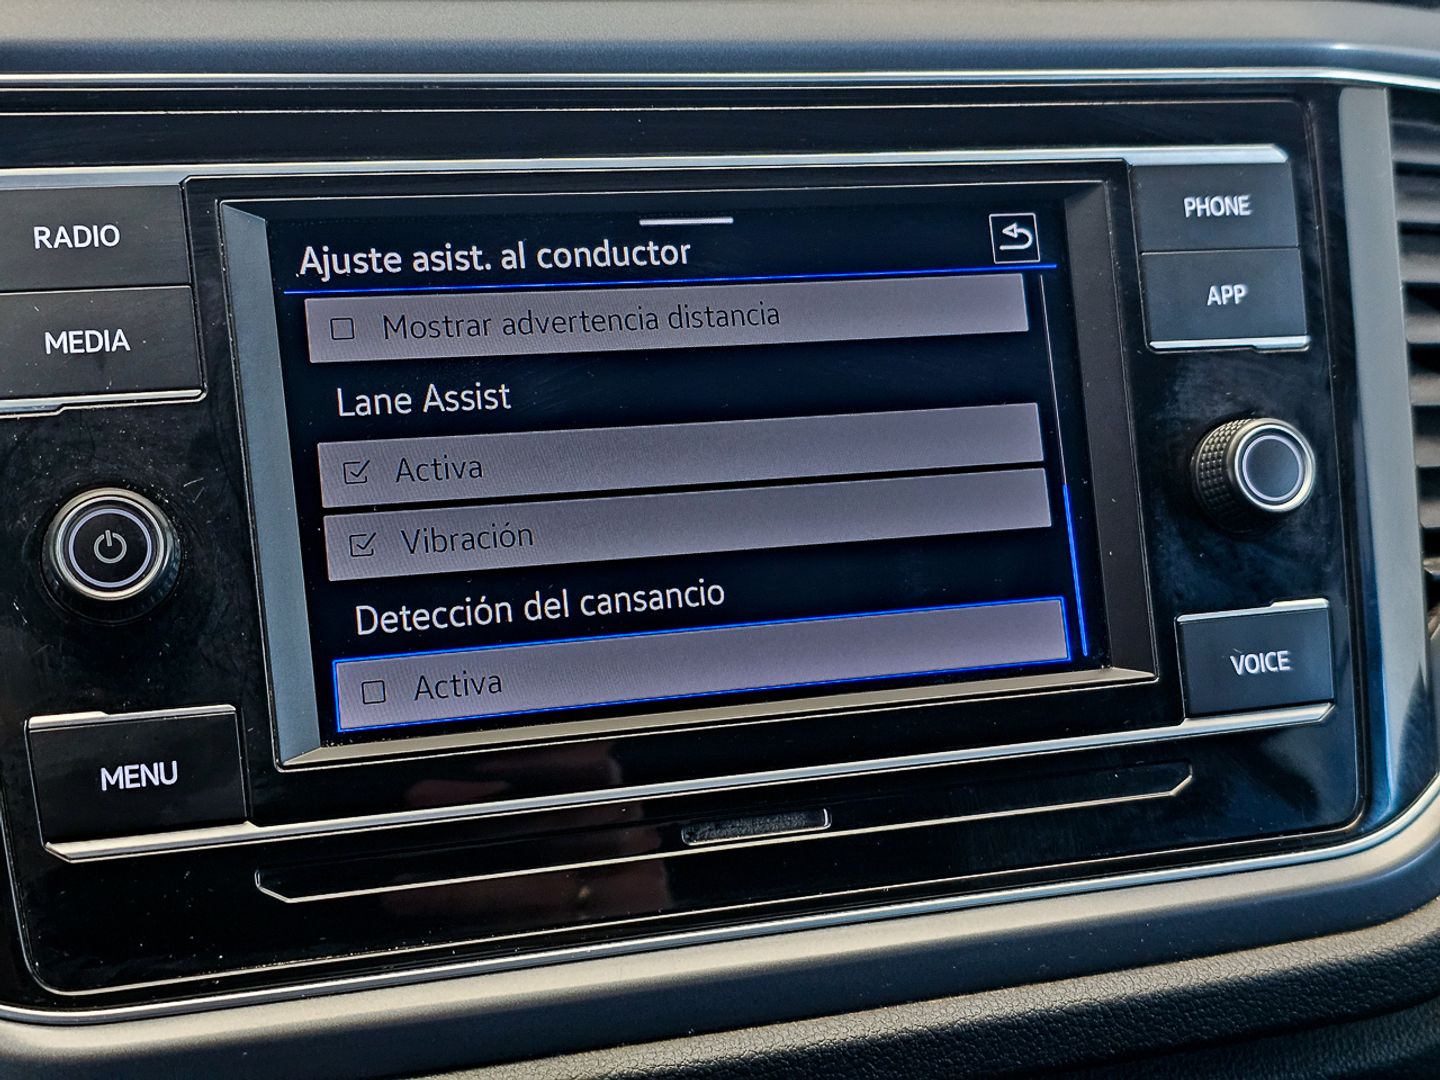 RADIO
MEDIA
MENU
Ajuste asist. al conductor
Mostrar advertencia distancia
Lane Assist
Activa
Vibración
Detección del cansancio
Activa
PHONE
APP
VOICE